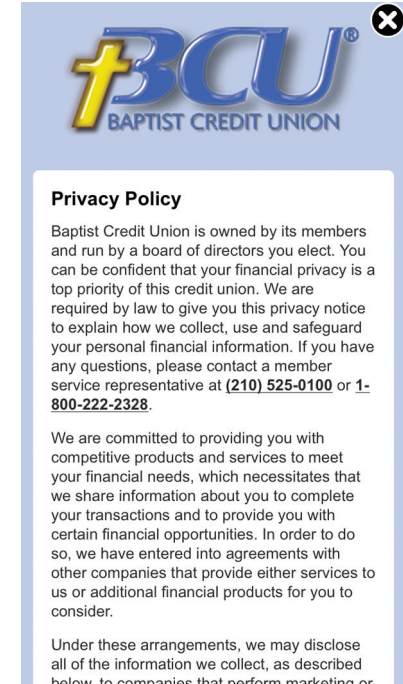 BCU®
BAPTIST CREDIT UNION
Privacy Policy
Baptist Credit Union is owned by its members
and run by a board of directors you elect. You
can be confident that your financial privacy is a
top priority of this credit union. We are
required by law to give you this privacy notice
to explain how we collect, use and safeguard
your personal financial information. If you have
any questions, please contact a member
service representative at (210) 525-0100 or 1-
800-222-2328.
We are committed to providing you with
competitive products and services to meet
your financial needs, which necessitates that
we share information about you to complete
your transactions and to provide you with
certain financial opportunities. In order to do
so, we have entered into agreements with
other companies that provide either services to
us or additional financial products for you to
consider.
Under these arrangements, we may disclose
all of the information we collect, as described
below, to companies that perform marketing or